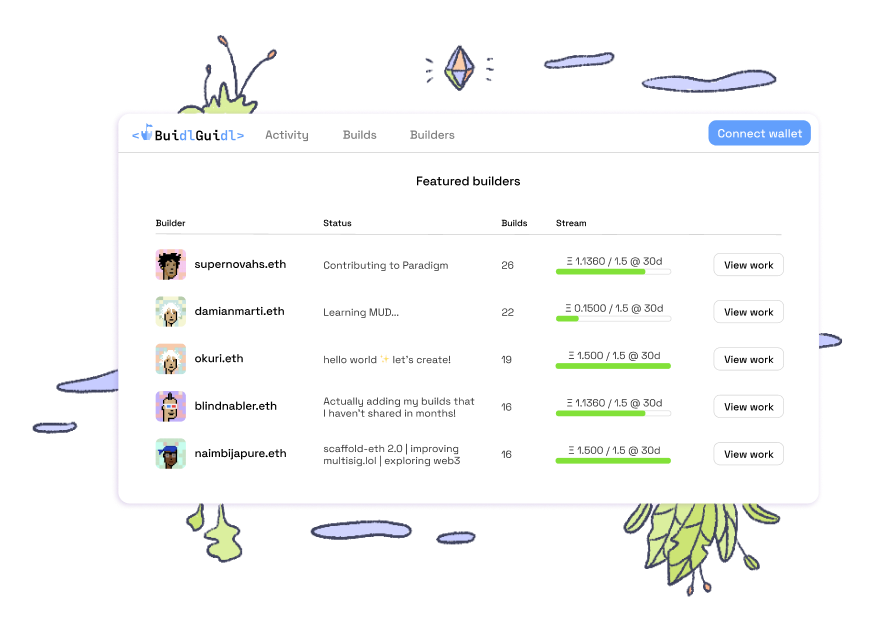 <BuidlGuidl> Activity Builds Builders Connect wallet
Featured builders
Builder Status Builds Stream
supernovahs.eth Contributing to Paradigm 26 Ξ 1.1360 / 1.5 @ 30d View work
damianmarti.eth Learning MUD... 22 Ξ 0.1500 / 1.5 @ 30d View work
okuri.eth hello world ✨ let's create! 19 Ξ 1.500 / 1.5 @ 30d View work
blindnabler.eth Actually adding my builds that
I haven't shared in months! 16 Ξ 1.1360 / 1.5 @ 30d View work
naimbijapure.eth scaffold-eth 2.0 | improving
multisig.lol | exploring web3 16 Ξ 1.500 / 1.5 @ 30d View work